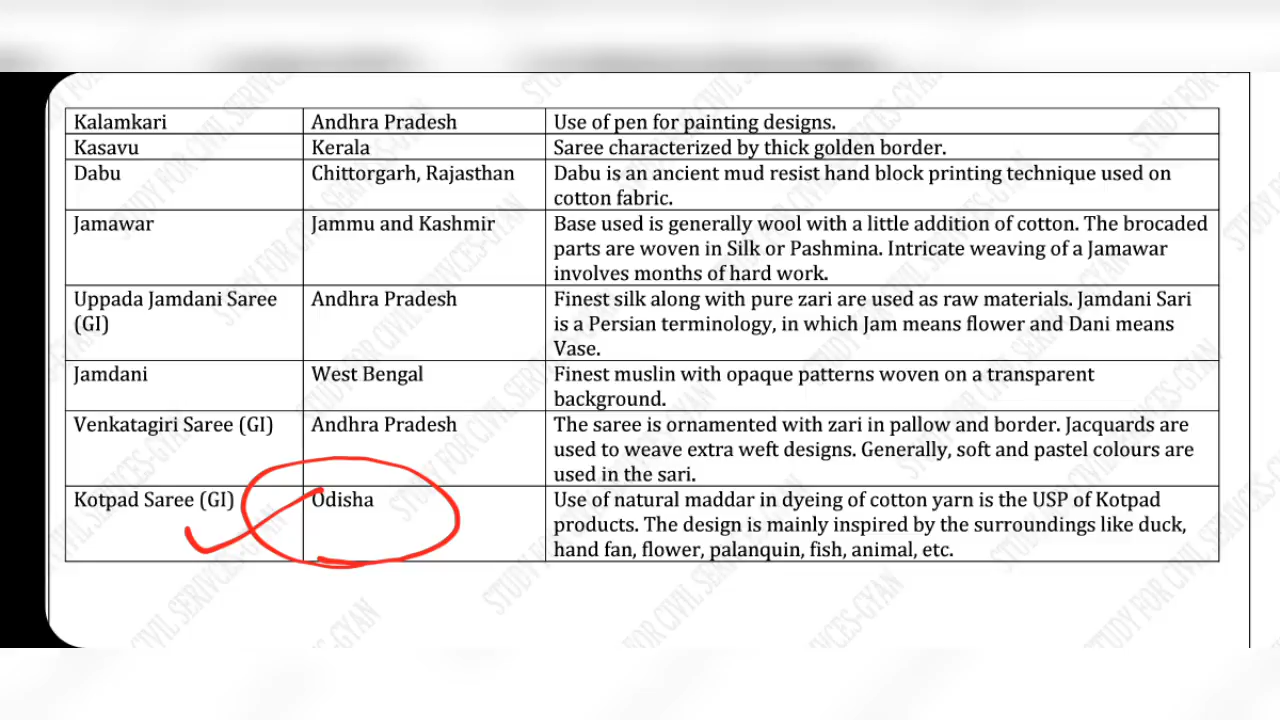 Kalamkari Andhra Pradesh Use of pen for painting designs.
Kasavu Kerala Saree characterized by thick golden border.
Dabu Chittorgarh, Rajasthan Dabu is an ancient mud resist hand block printing technique used on
cotton fabric.
Jamawar Jammu and Kashmir Base used is generally wool with a little addition of cotton. The brocaded
parts are woven in Silk or Pashmina. Intricate weaving of a Jamawar
involves months of hard work.
Uppada Jamdani Saree Andhra Pradesh Finest silk along with pure zari are used as raw materials. Jamdani Sari
(GI) is a Persian terminology, in which Jam means flower and Dani means
Vase.
Jamdani West Bengal Finest muslin with opaque patterns woven on a transparent
background.
Venkatagiri Saree (GI) Andhra Pradesh The saree is ornamented with zari in pallow and border. Jacquards are
used to weave extra weft designs. Generally, soft and pastel colours are
used in the sari.
Kotpad Saree (GI) Odisha Use of natural maddar in dyeing of cotton yarn is the USP of Kotpad
products. The design is mainly inspired by the surroundings like duck,
hand fan, flower, palanquin, fish, animal, etc.
STUDY FOR CIVIL SERIVCES-GYAN